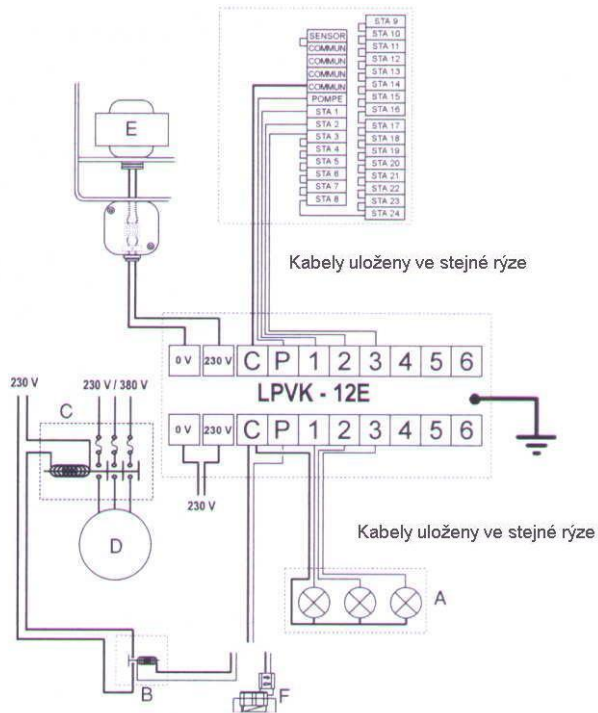 SENSOR
COMMUN
COMMUN
COMMUN
COMMUN
POMPE
STA 1
STA 2
STA 3
STA 4
STA 5
STA 6
STA 7
STA 8
STA 9
STA 10
STA 11
STA 12
STA 13
STA 14
STA 15
STA 16
STA 17
STA 18
STA 19
STA 20
STA 21
STA 22
STA 23
STA 24
E
Kabely uloženy ve stejné rýze
0 V 230 V C P 1 2 3 4 5 6
LPVK - 12E
0 V 230 V C P 1 2 3 4 5 6
230 V
230 V
230 V / 380 V
C
D
Kabely uloženy ve stejné rýze
A
B
F